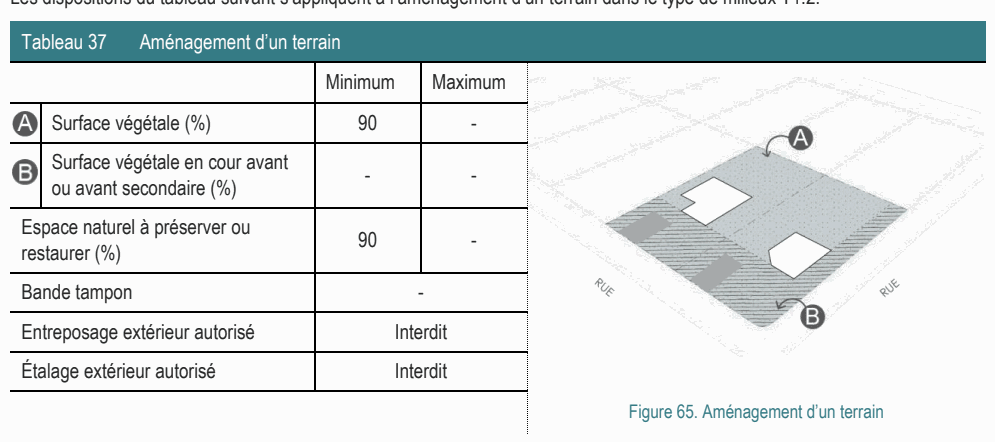 Les dispositions du tableau suivant s'appliquent à l'aménagement d'un terrain dans le type de milieux T1.2.
Tableau 37 Aménagement d'un terrain
Minimum Maximum
A Surface végétale (%) 90 -
B Surface végétale en cour avant
ou avant secondaire (%) - -
Espace naturel à préserver ou
restaurer (%) 90 -
Bande tampon -
Entreposage extérieur autorisé Interdit
Étalage extérieur autorisé Interdit
A
RUE
RUE
B
Figure 65. Aménagement d'un terrain